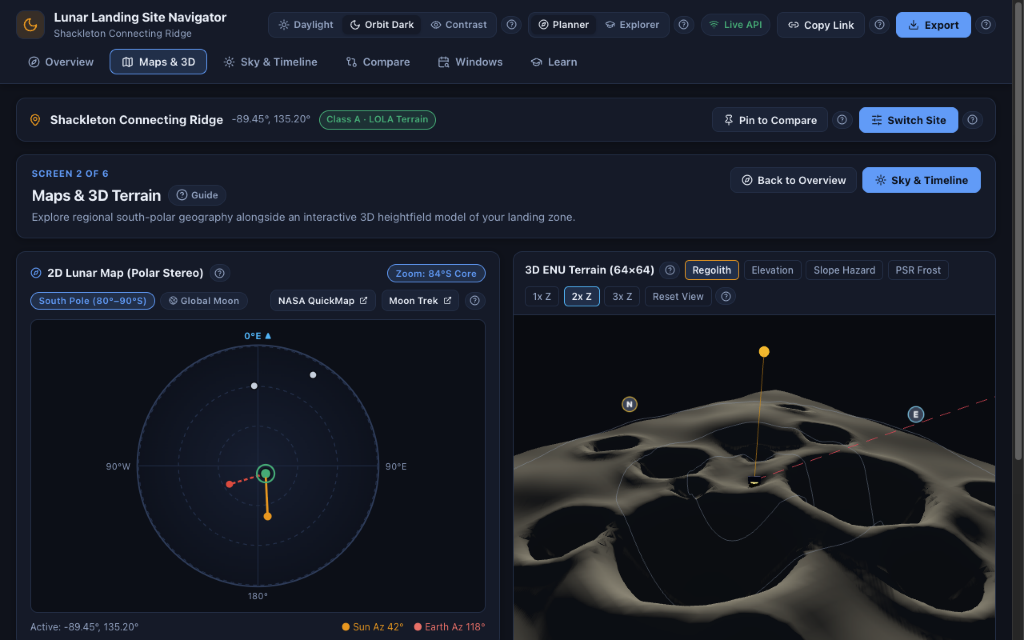 Lunar Landing Site Navigator
Shackleton Connecting Ridge
Daylight Orbit Dark Contrast Planner Explorer Live API Copy Link Export
Overview Maps & 3D Sky & Timeline Compare Windows Learn
Shackleton Connecting Ridge -89.45°, 135.20° Class A · LOLA Terrain Pin to Compare Switch Site
SCREEN 2 OF 6
Maps & 3D Terrain Guide
Back to Overview Sky & Timeline
Explore regional south-polar geography alongside an interactive 3D heightfield model of your landing zone.
2D Lunar Map (Polar Stereo) Zoom: 84°S Core
South Pole (80°–90°S) Global Moon NASA QuickMap Moon Trek
0°E ▲
90°W 90°E
180°
Active: -89.45°, 135.20° Sun Az 42° Earth Az 118°
3D ENU Terrain (64×64) Regolith Elevation Slope Hazard PSR Frost
1x Z 2x Z 3x Z Reset View
N
E